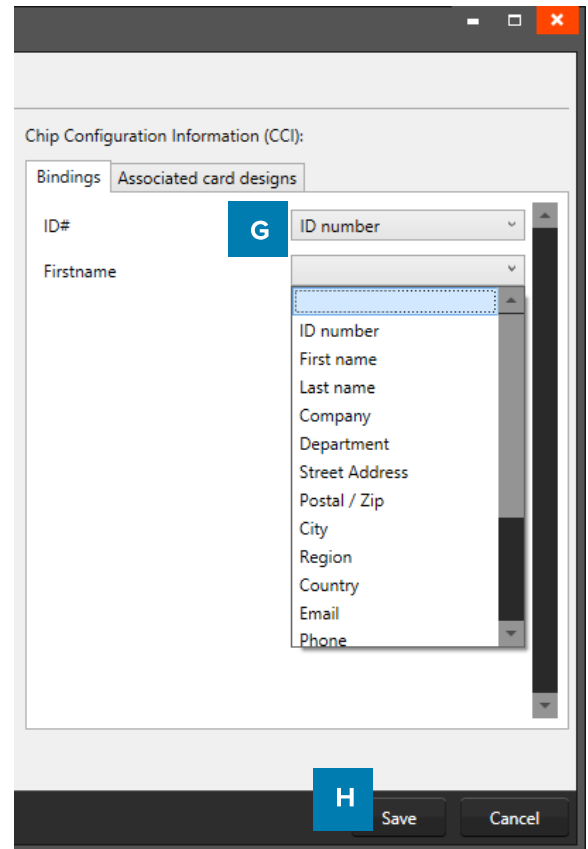 Chip Configuration Information (CCI):
Bindings Associated card designs
ID# G ID number
Firstname
ID number
First name
Last name
Company
Department
Street Address
Postal / Zip
City
Region
Country
Email
Phone
H Save Cancel